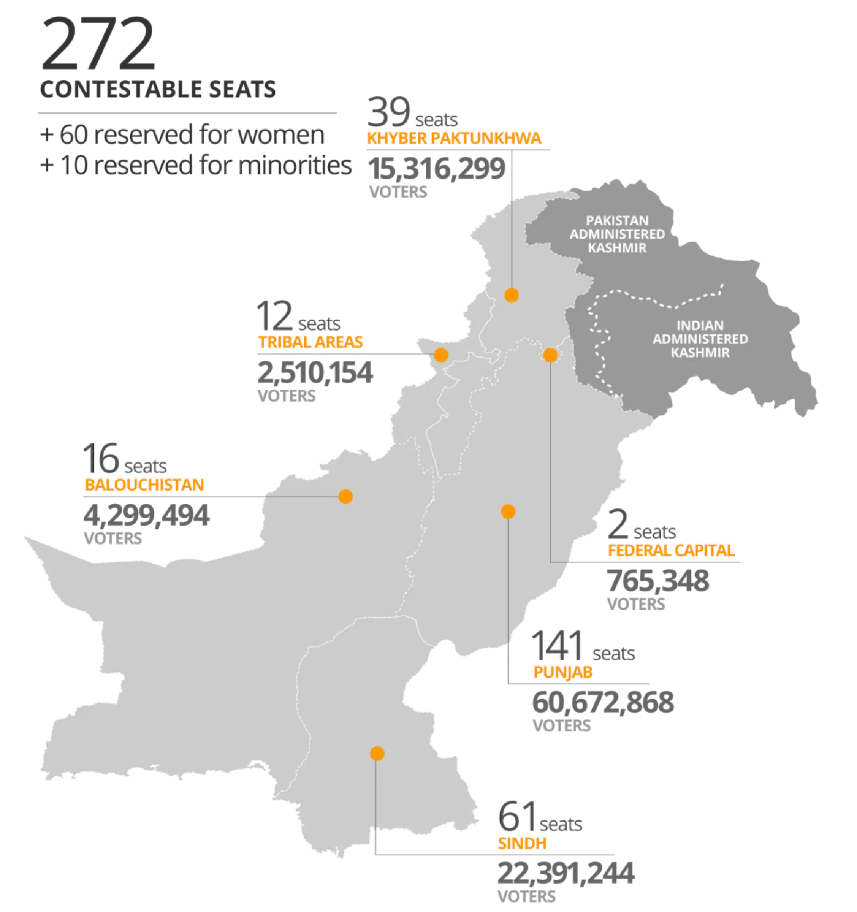 272
CONTESTABLE SEATS
+ 60 reserved for women
+ 10 reserved for minorities
39 seats
KHYBER PAKTUNKHWA
15,316,299
VOTERS
PAKISTAN
ADMINISTERED
KASHMIR
INDIAN
ADMINISTERED
KASHMIR
12 seats
TRIBAL AREAS
2,510,154
VOTERS
16 seats
BALOUCHISTAN
4,299,494
VOTERS
2 seats
FEDERAL CAPITAL
765,348
VOTERS
141 seats
PUNJAB
60,672,868
VOTERS
61 seats
SINDH
22,391,244
VOTERS